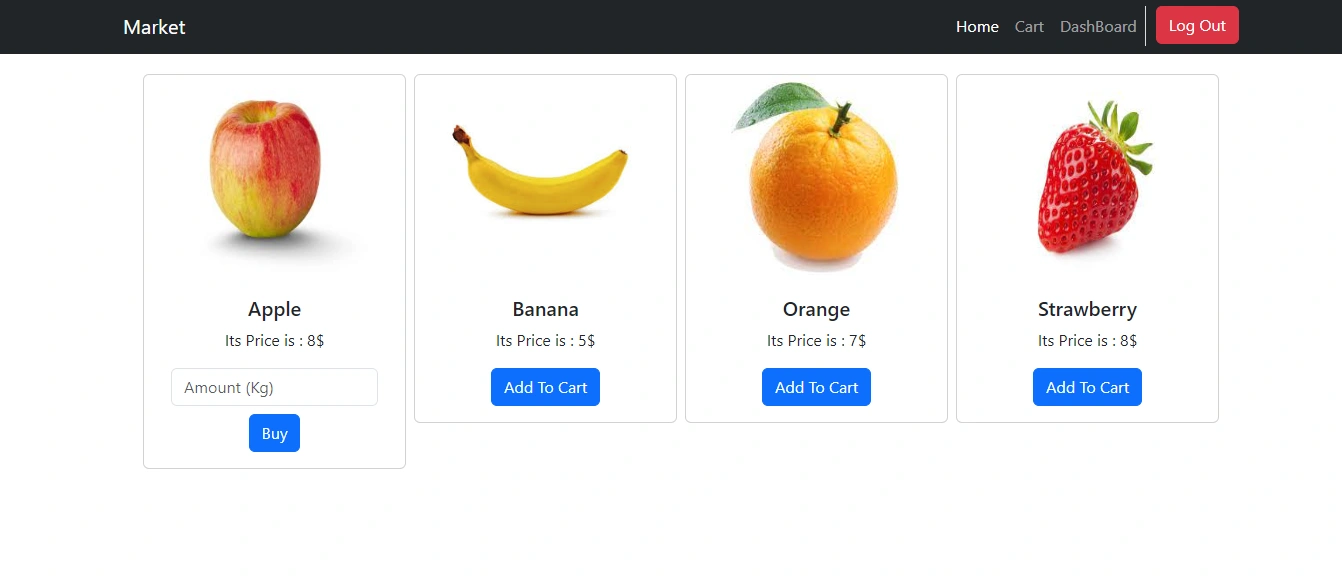 Market
Home Cart DashBoard Log Out
Apple
Its Price is : 8$
Amount (Kg)
Buy
Banana
Its Price is : 5$
Add To Cart
Orange
Its Price is : 7$
Add To Cart
Strawberry
Its Price is : 8$
Add To Cart